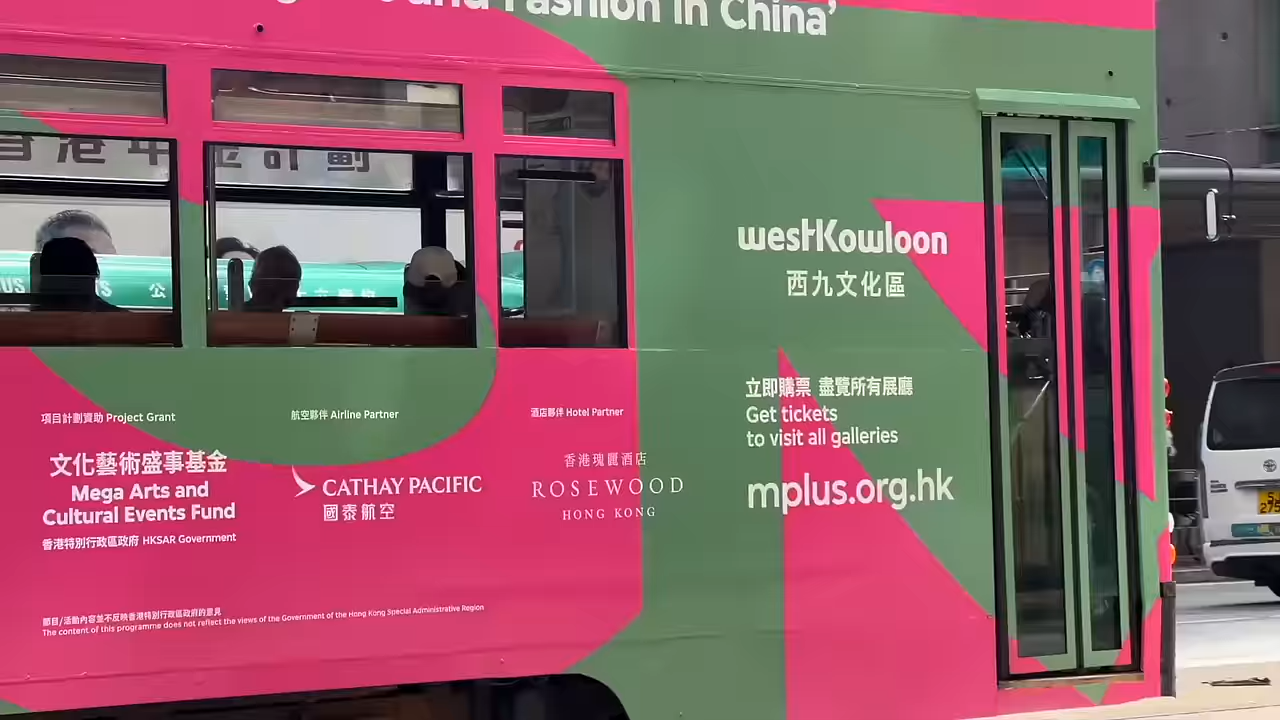 Fashion in China'
香港年金計劃
westKowloon
西九文化區
立即購票 盡覽所有展廳
Get tickets
to visit all galleries
mplus.org.hk
項目計劃資助 Project Grant
文化藝術盛事基金
Mega Arts and
Cultural Events Fund
香港特別行政區政府 HKSAR Government
航空夥伴 Airline Partner
CATHAY PACIFIC
國泰航空
酒店夥伴 Hotel Partner
香港瑰麗酒店
ROSEWOOD
HONG KONG
節目/活動內容並不反映香港特別行政區政府的意見
The content of this programme does not reflect the views of the Government of the Hong Kong Special Administrative Region